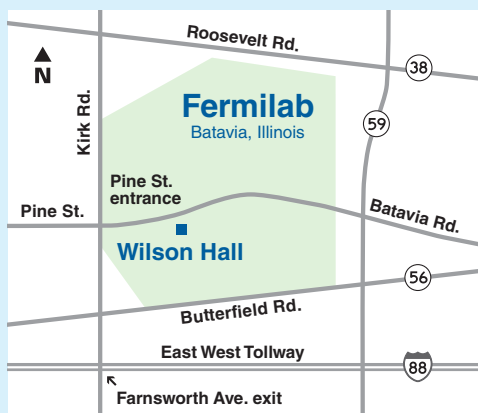 Roosevelt Rd.
38
N
Kirk Rd.
Fermilab
Batavia, Illinois
59
Pine St.
entrance
Pine St.
Batavia Rd.
Wilson Hall
56
Butterfield Rd.
East West Tollway
88
Farnsworth Ave. exit